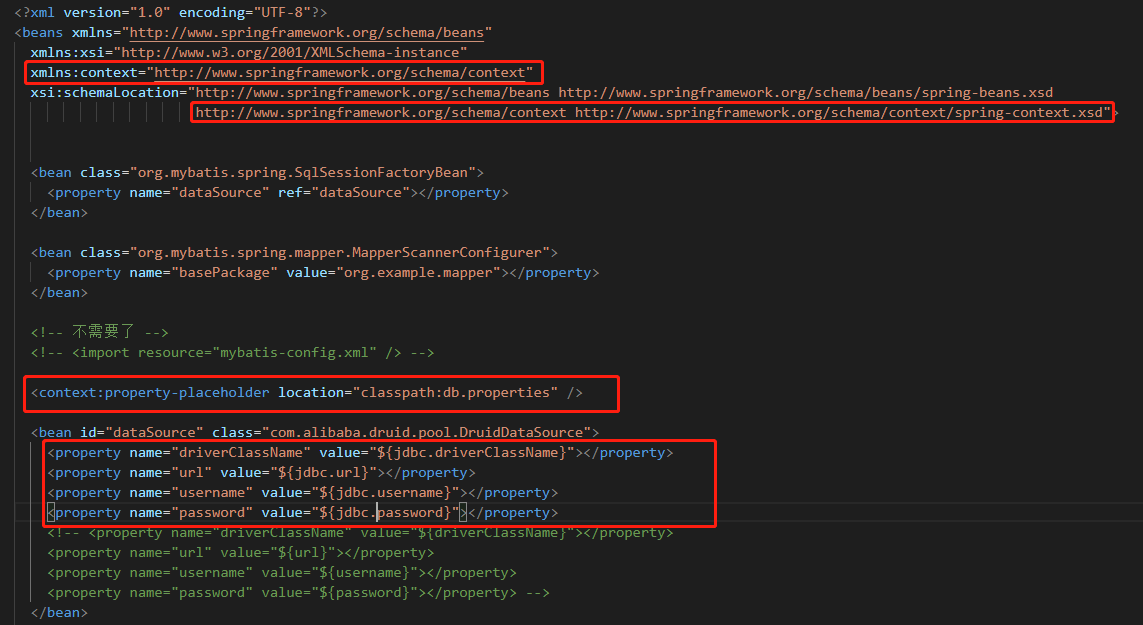 <?xml version="1.0" encoding="UTF-8"?>
<beans xmlns="http://www.springframework.org/schema/beans"
xmlns:xsi="http://www.w3.org/2001/XMLSchema-instance"
xmlns:context="http://www.springframework.org/schema/context"
xsi:schemaLocation="http://www.springframework.org/schema/beans http://www.springframework.org/schema/beans/spring-beans.xsd
http://www.springframework.org/schema/context http://www.springframework.org/schema/context/spring-context.xsd">
<bean class="org.mybatis.spring.SqlSessionFactoryBean">
<property name="dataSource" ref="dataSource"></property>
</bean>
<bean class="org.mybatis.spring.mapper.MapperScannerConfigurer">
<property name="basePackage" value="org.example.mapper"></property>
</bean>
<!-- 不需要了 -->
<!-- <import resource="mybatis-config.xml" /> -->
<context:property-placeholder location="classpath:db.properties" />
<bean id="dataSource" class="com.alibaba.druid.pool.DruidDataSource">
<property name="driverClassName" value="${jdbc.driverClassName}"></property>
<property name="url" value="${jdbc.url}"></property>
<property name="username" value="${jdbc.username}"></property>
<property name="password" value="${jdbc.password}"></property>
<!-- <property name="driverClassName" value="${driverClassName}"></property>
<property name="url" value="${url}"></property>
<property name="username" value="${username}"></property>
<property name="password" value="${password}"></property> -->
</bean>